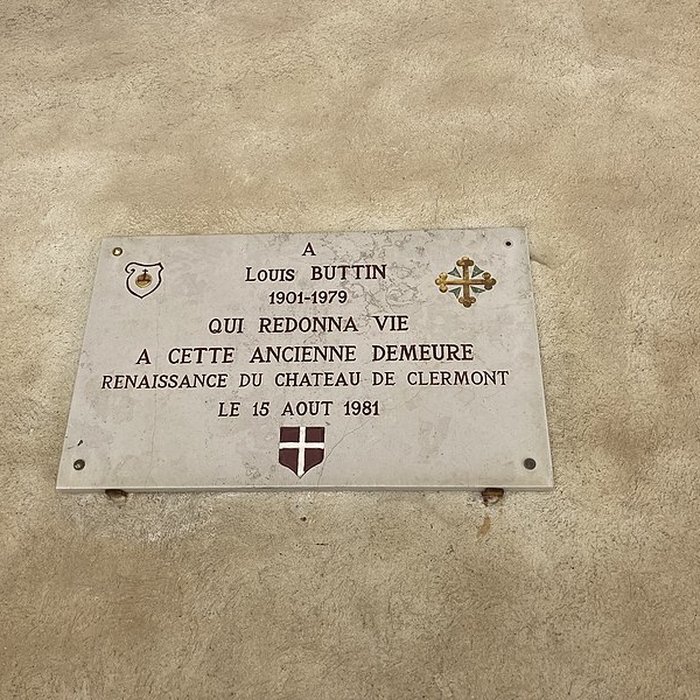 A
LOUIS BUTTIN
1901-1979
QUI REDONNA VIE
A CETTE ANCIENNE DEMEURE
RENAISSANCE DU CHATEAU DE CLERMONT
LE 15 AOUT 1981